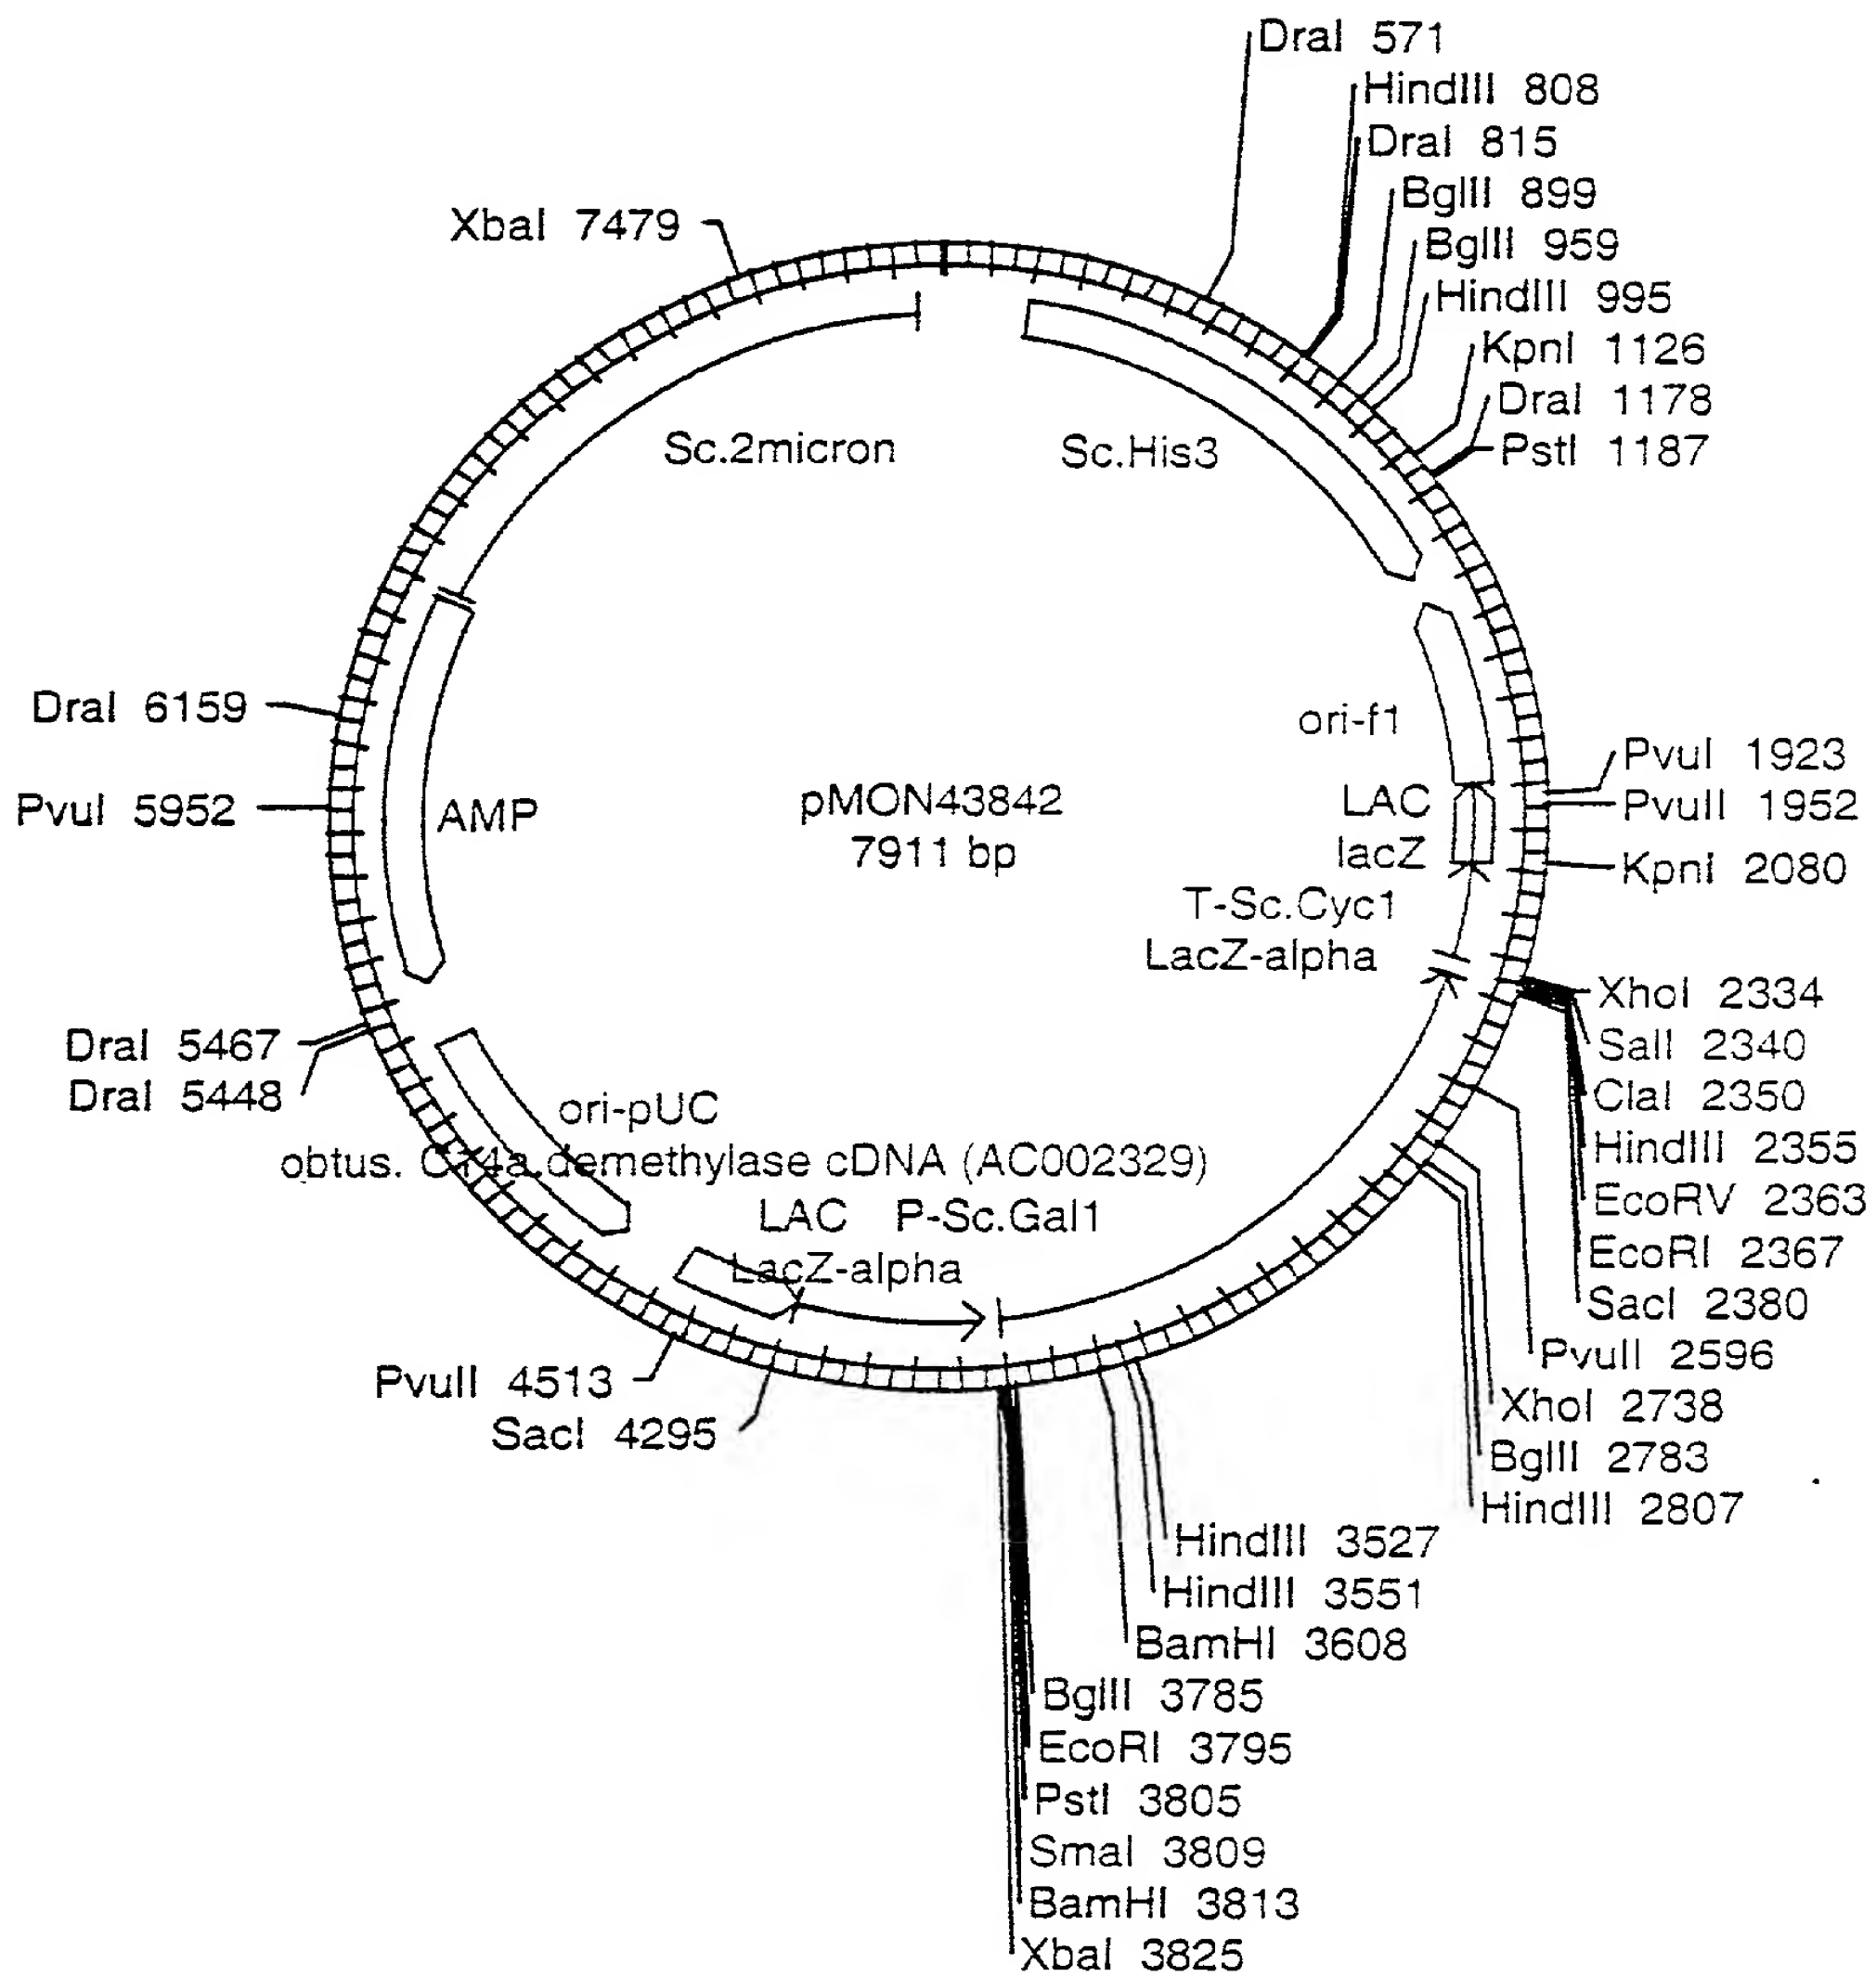 DraI 571
HindIII 808
DraI 815
BglII 899
XbaI 7479
BglII 959
HindIII 995
KpnI 1126
DraI 1178
PstI 1187
Sc.2micron
Sc.His3
DraI 6159
ori-f1
PvuI 1923
PvuI 5952
AMP
pMON43842
7911 bp
LAC
PvuII 1952
lacZ
KpnI 2080
T-Sc.Cyc1
LacZ-alpha
XhoI 2334
DraI 5467
SalI 2340
DraI 5448
ClaI 2350
ori-pUC
HindIII 2355
obtus. C14a demethylase cDNA (AC002329)
EcoRV 2363
LAC P-Sc.Gal1
EcoRI 2367
LacZ-alpha
SacI 2380
PvuII 2596
PvuII 4513
XhoI 2738
SacI 4295
BglII 2783
HindIII 2807
HindIII 3527
HindIII 3551
BamHI 3608
BglII 3785
EcoRI 3795
PstI 3805
SmaI 3809
BamHI 3813
XbaI 3825